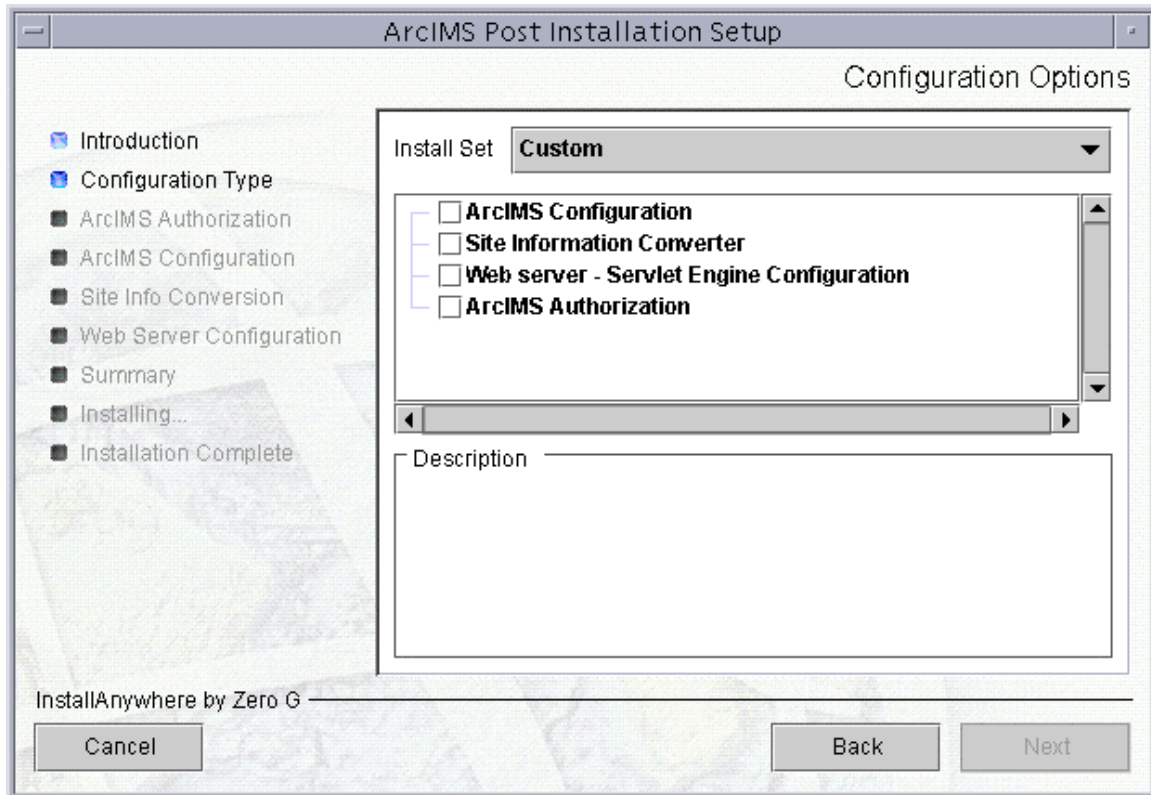 ArcIMS Post Installation Setup
Configuration Options
Introduction
Configuration Type
ArcIMS Authorization
ArcIMS Configuration
Site Info Conversion
Web Server Configuration
Summary
Installing...
Installation Complete
Install Set Custom
ArcIMS Configuration
Site Information Converter
Web server - Servlet Engine Configuration
ArcIMS Authorization
Description
InstallAnywhere by Zero G
Cancel Back Next